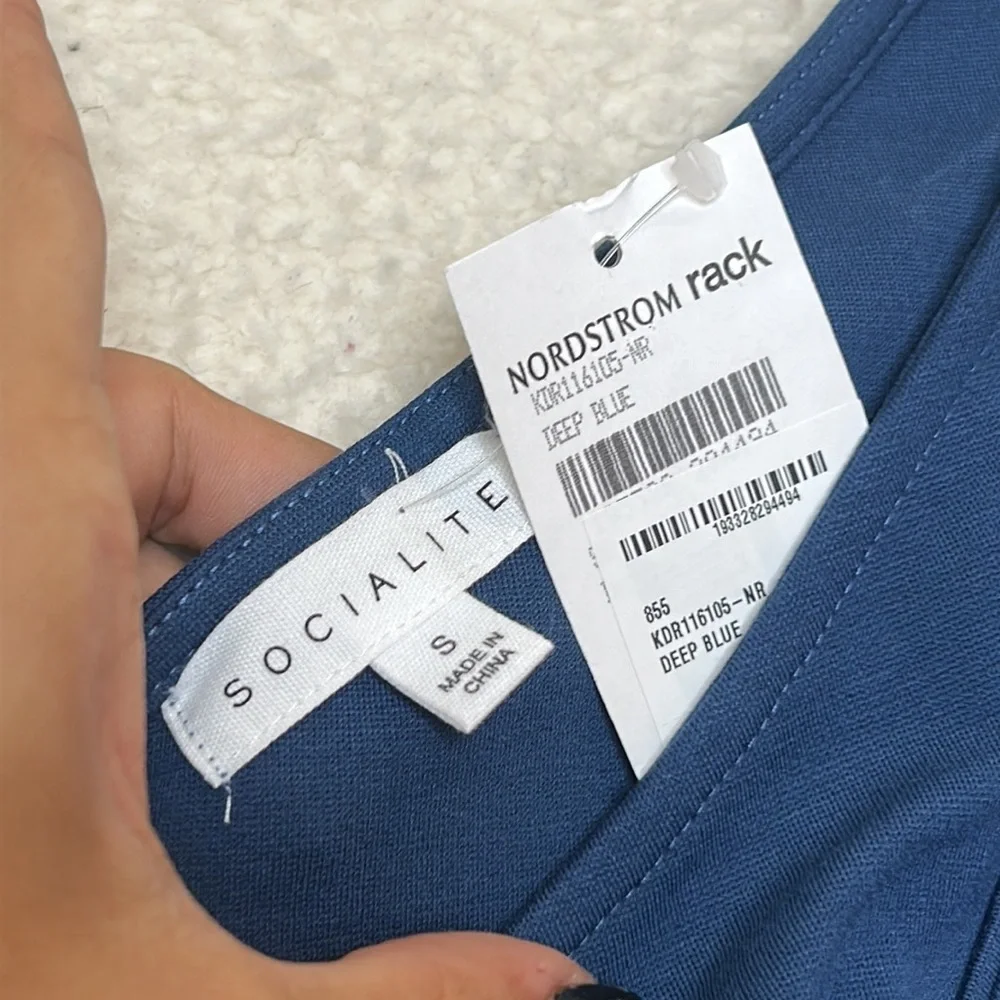 NORDSTROM rack
KDR116105-NR
DEEP BLUE
193328294494
855
KDR116105-NR
DEEP BLUE
SOCIALITE
S
MADE IN
CHINA